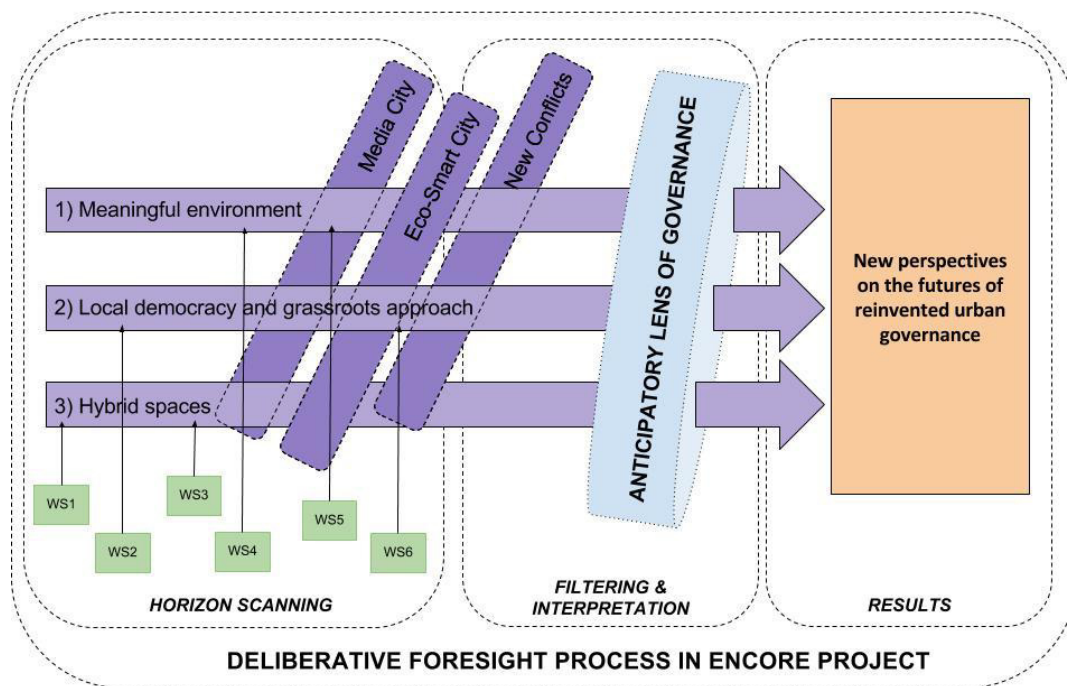 Media City
Eco-Smart City
New Conflicts
1) Meaningful environment
2) Local democracy and grassroots approach
3) Hybrid spaces
WS1
WS2
WS3
WS4
WS5
WS6
HORIZON SCANNING
ANTICIPATORY LENS OF GOVERNANCE
FILTERING &
INTERPRETATION
New perspectives
on the futures of
reinvented urban
governance
RESULTS
DELIBERATIVE FORESIGHT PROCESS IN ENCORE PROJECT